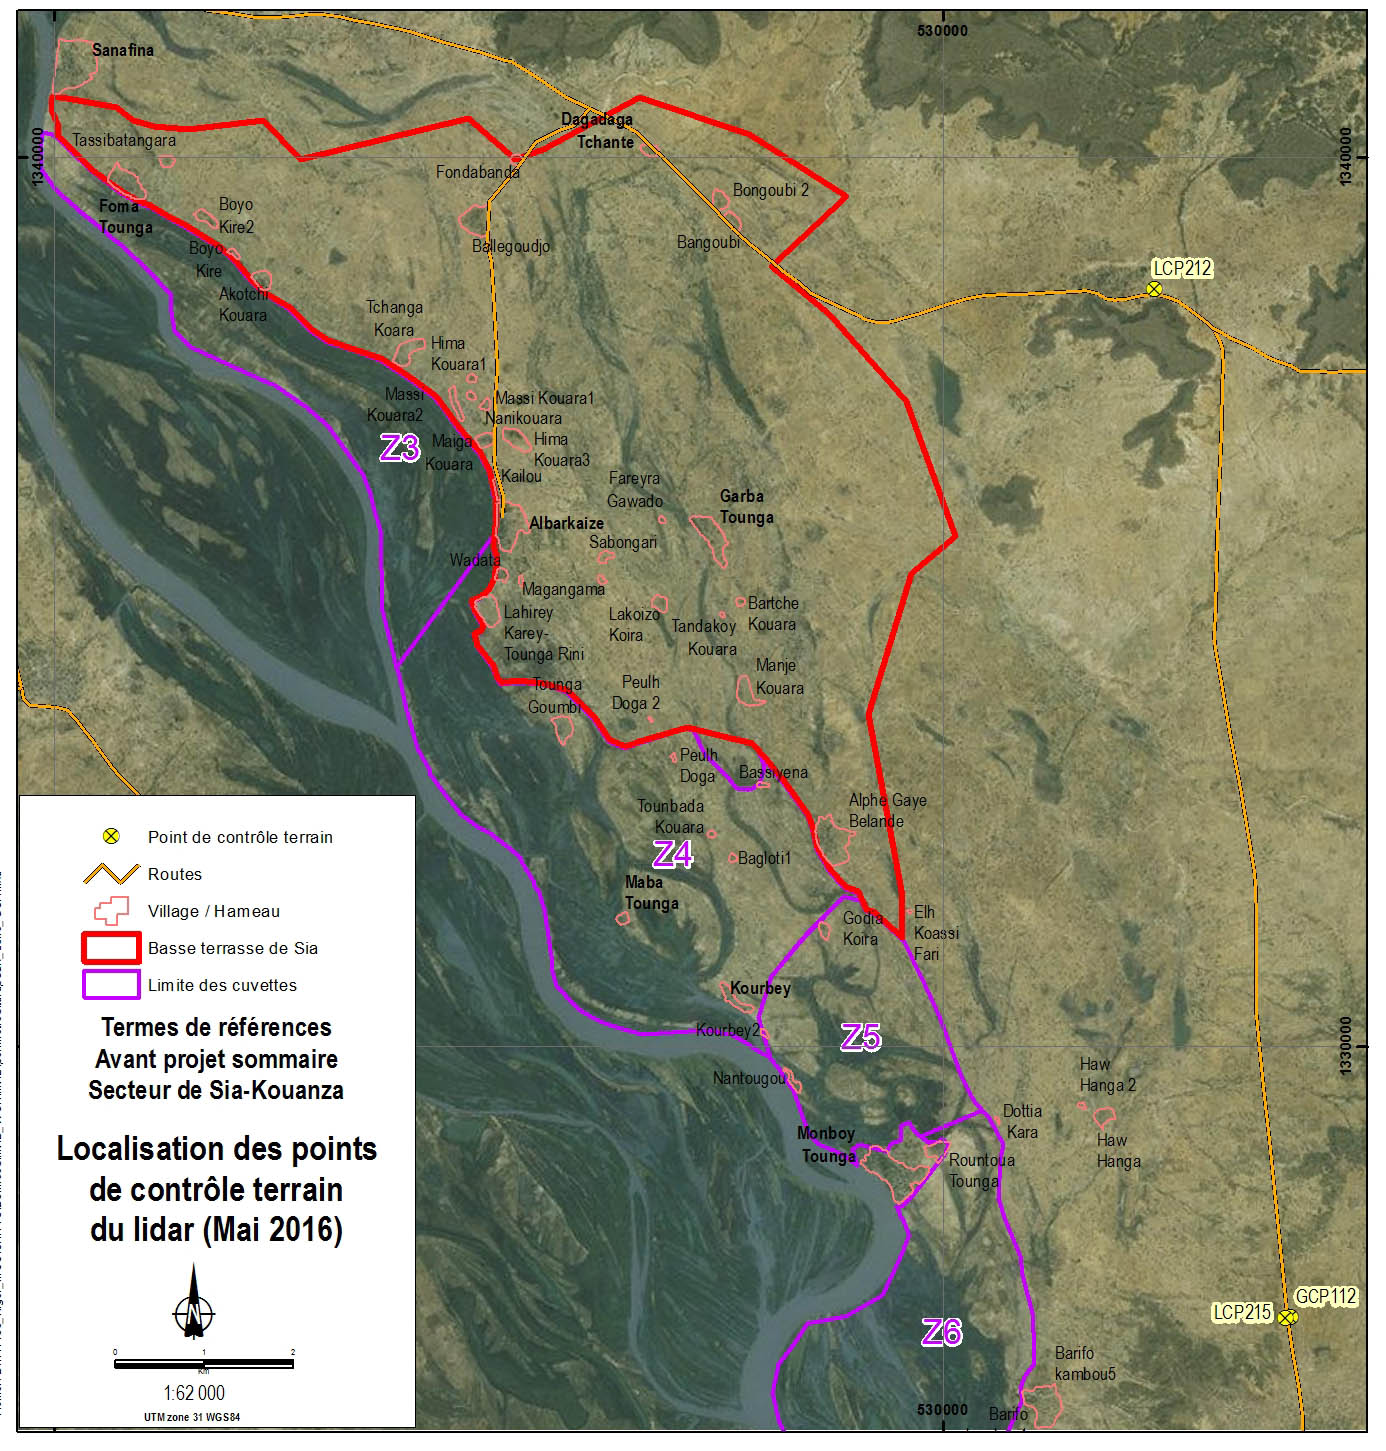 530000
Sanafina
Dagadaga
Tchante
Tassibatangara
1340000
1340000
Fondabanda
Bongoubi 2
Foma
Tounga
Boyo
Kire2
Ballegoudjo
Bangoubi
Boyo
Kire
LCP212
Akotchi
Kouara
Tchanga
Koara
Hima
Kouara1
Massi
Kouara2
Massi Kouara1
Nanikouara
Z3
Maiga
Kouara
Hima
Kouara3
Kailou
Fareyra
Gawado
Garba
Tounga
Albarkaize
Sabongari
Wadata
Magangama
Lahirey
Karey-
Tounga Rini
Lakoizo
Koira
Tandakoy
Kouara
Bartche
Kouara
Manje
Kouara
Tounga
Goumbi
Peulh
Doga 2
Peulh
Doga
Bassiyena
Tounbada
Kouara
Alphe Gaye
Belande
Z4
Bagloti1
Maba
Tounga
Godia
Koira
Elh
Koassi
Fari
Kourbey
Kourbey2
Z5
1330000
Nantougou
Haw
Hanga 2
Dottia
Kara
Haw
Hanga
Monboy
Tounga
Rountoua
Tounga
GCP112
LCP215
Z6
Barifo
kambou5
530000
Barifo
Point de contrôle terrain
Routes
Village / Hameau
Basse terrasse de Sia
Limite des cuvettes
Termes de références
Avant projet sommaire
Secteur de Sia-Kouanza
Localisation des points
de contrôle terrain
du lidar (Mai 2016)
N
0 1 2
Km
1:62 000
UTM zone 31 WGS84